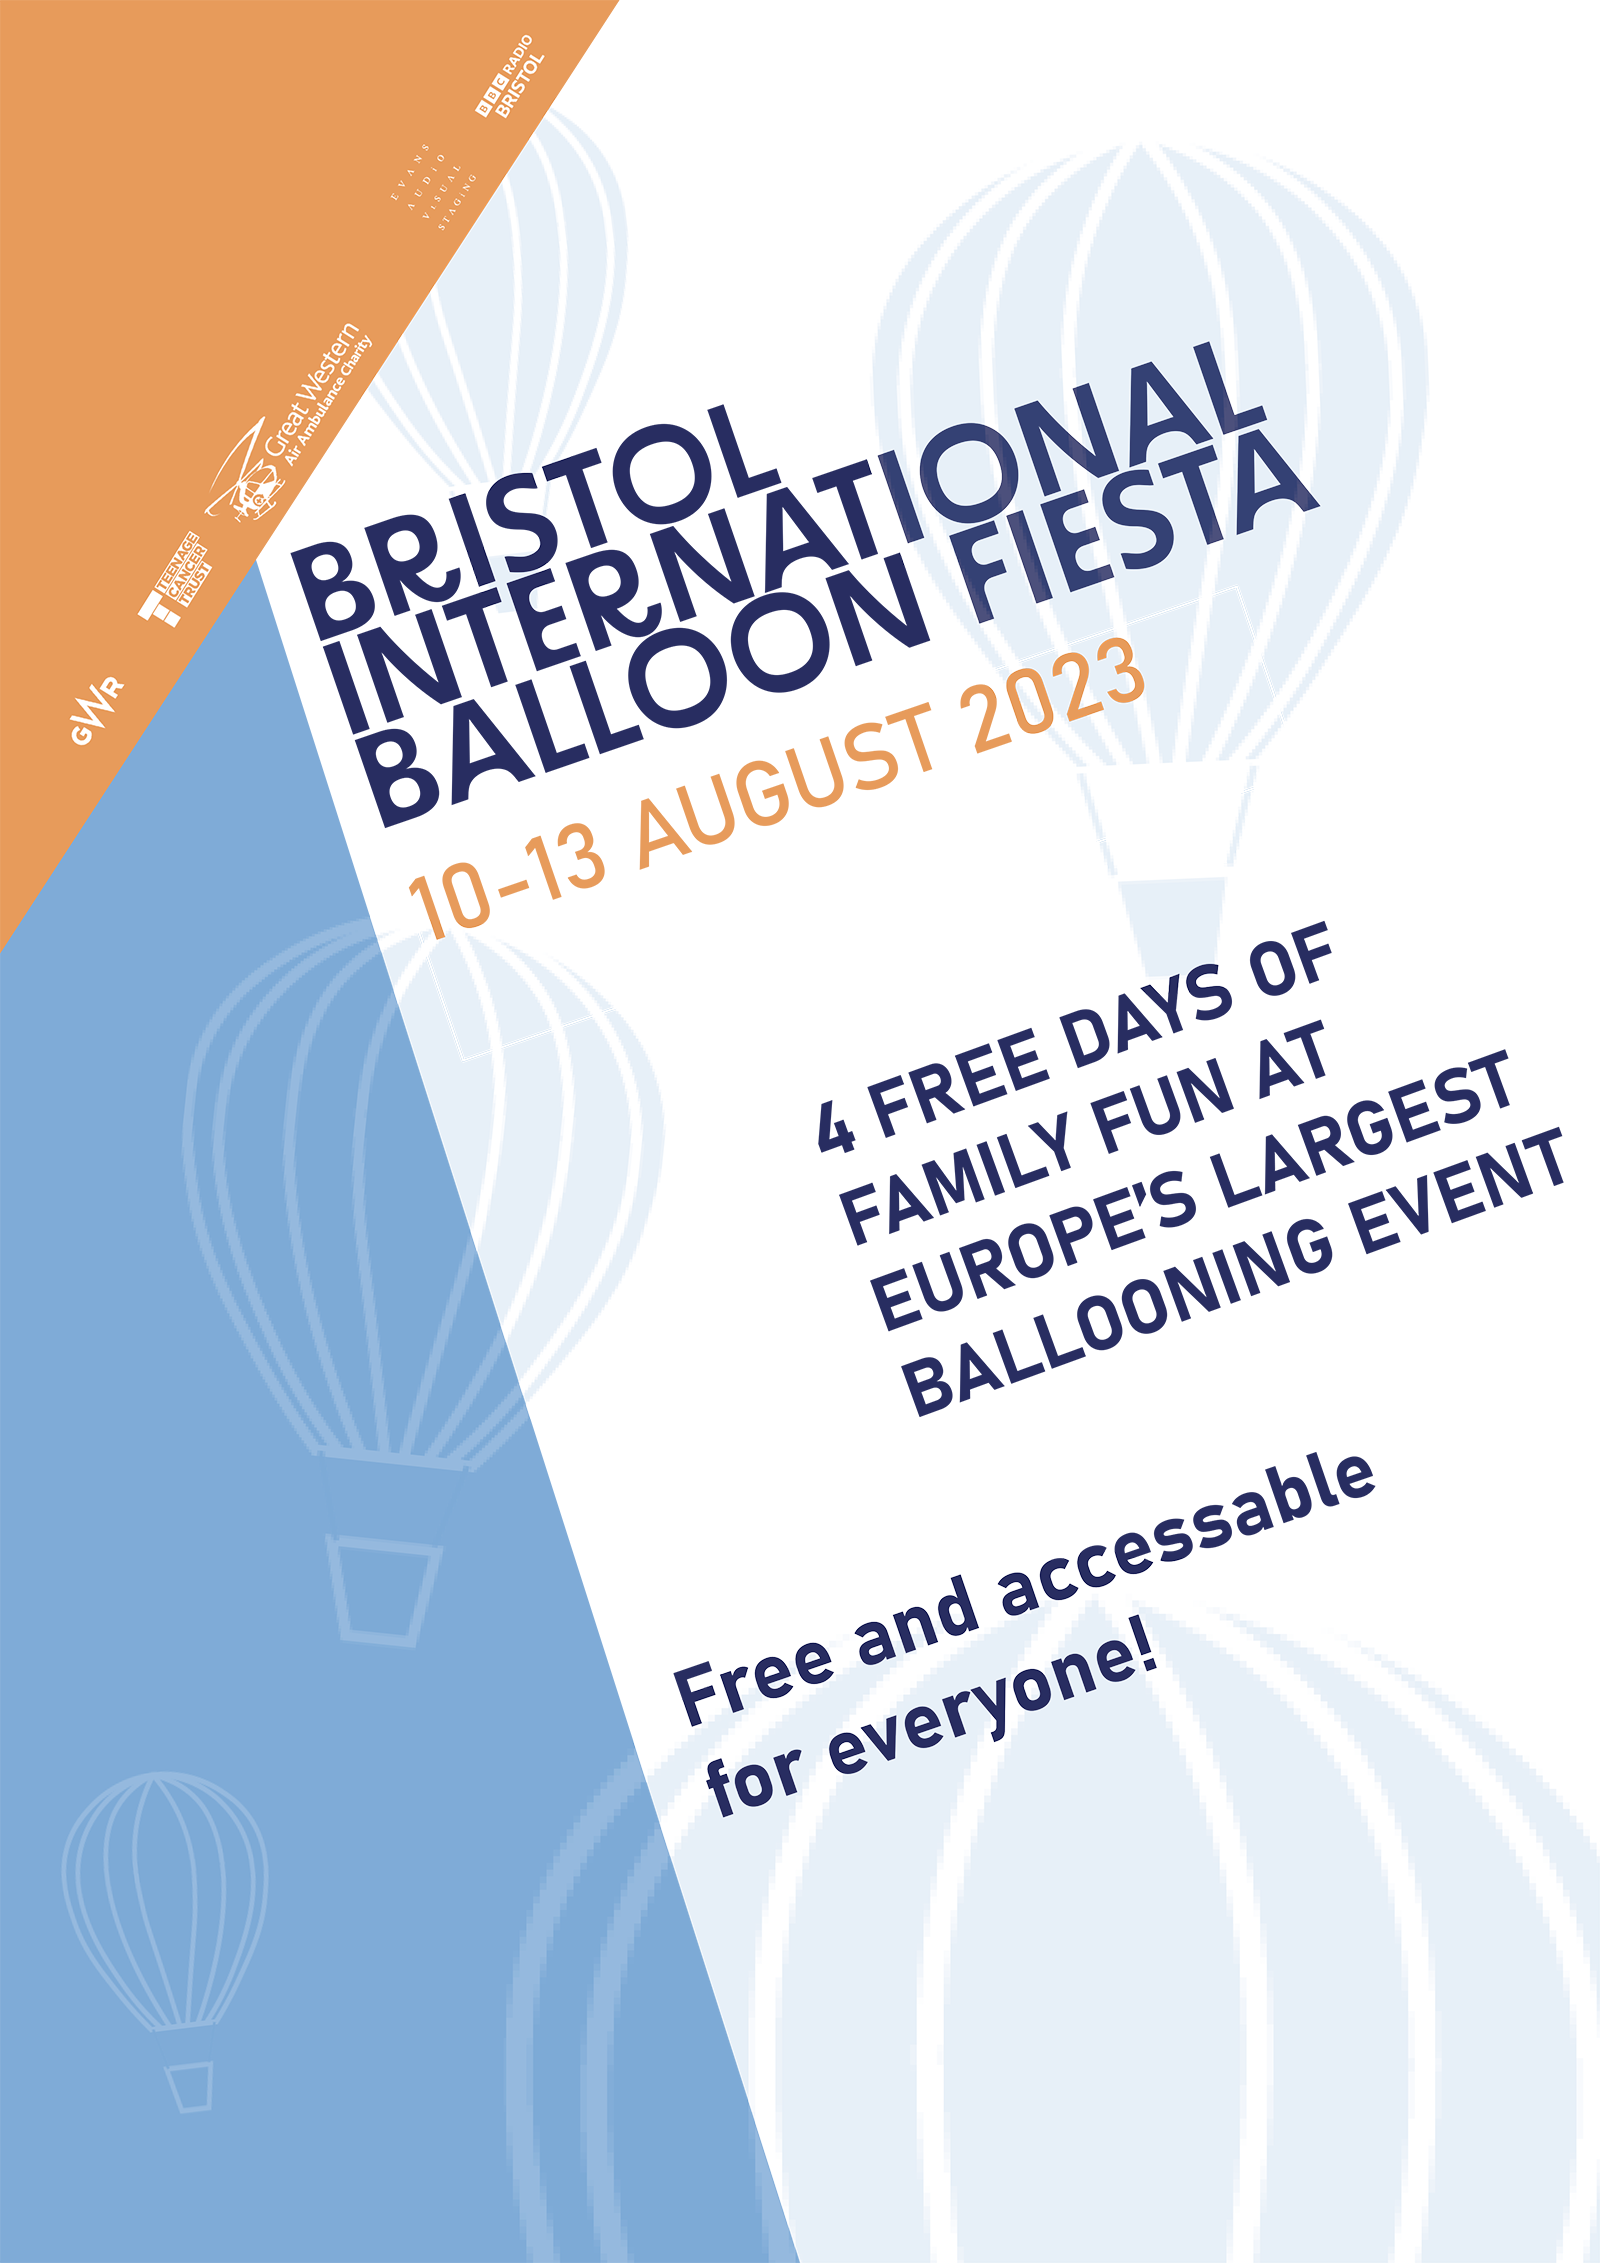 BBC RADIO
BRISTOL
EVANS
AUDiO
ViSUAL
STAGiNG
Great Western
Air Ambulance Charity
TEENAGE
CANCER
TRUST
GWR
BRISTOL
INTERNATIONAL
BALLOON FIESTA
10-13 AUGUST 2023
4 FREE DAYS OF
FAMILY FUN AT
EUROPE'S LARGEST
BALLOONING EVENT
Free and accessable
for everyone!